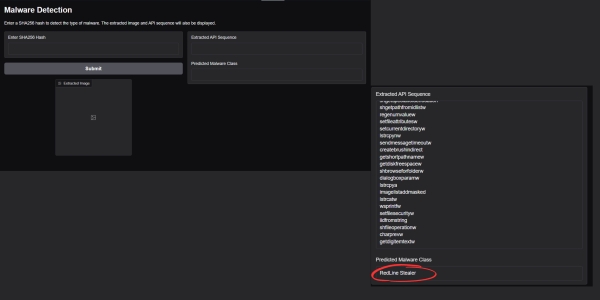 Malware Detection
Enter a SHA256 hash to detect the type of malware. The extracted image and API sequence will also be displayed.
Enter SHA256 Hash
Submit
Extracted Image
Extracted API Sequence
Predicted Malware Class
Extracted API Sequence
shgetpathfromidlistw
regenumvaluew
setfileattributesw
setcurrentdirectoryw
lstrcpynw
sendmessagetimeoutw
createbrushindirect
getshortpathnamew
getdiskfreespacew
shbrowseforfolderw
dialogboxparamw
lstrcpya
imagelistaddmasked
lstrcatw
wsprintfw
setfilesecurityw
iidfromstring
shfileoperationw
charprevw
getdlgitemtextw
Predicted Malware Class
RedLine Stealer